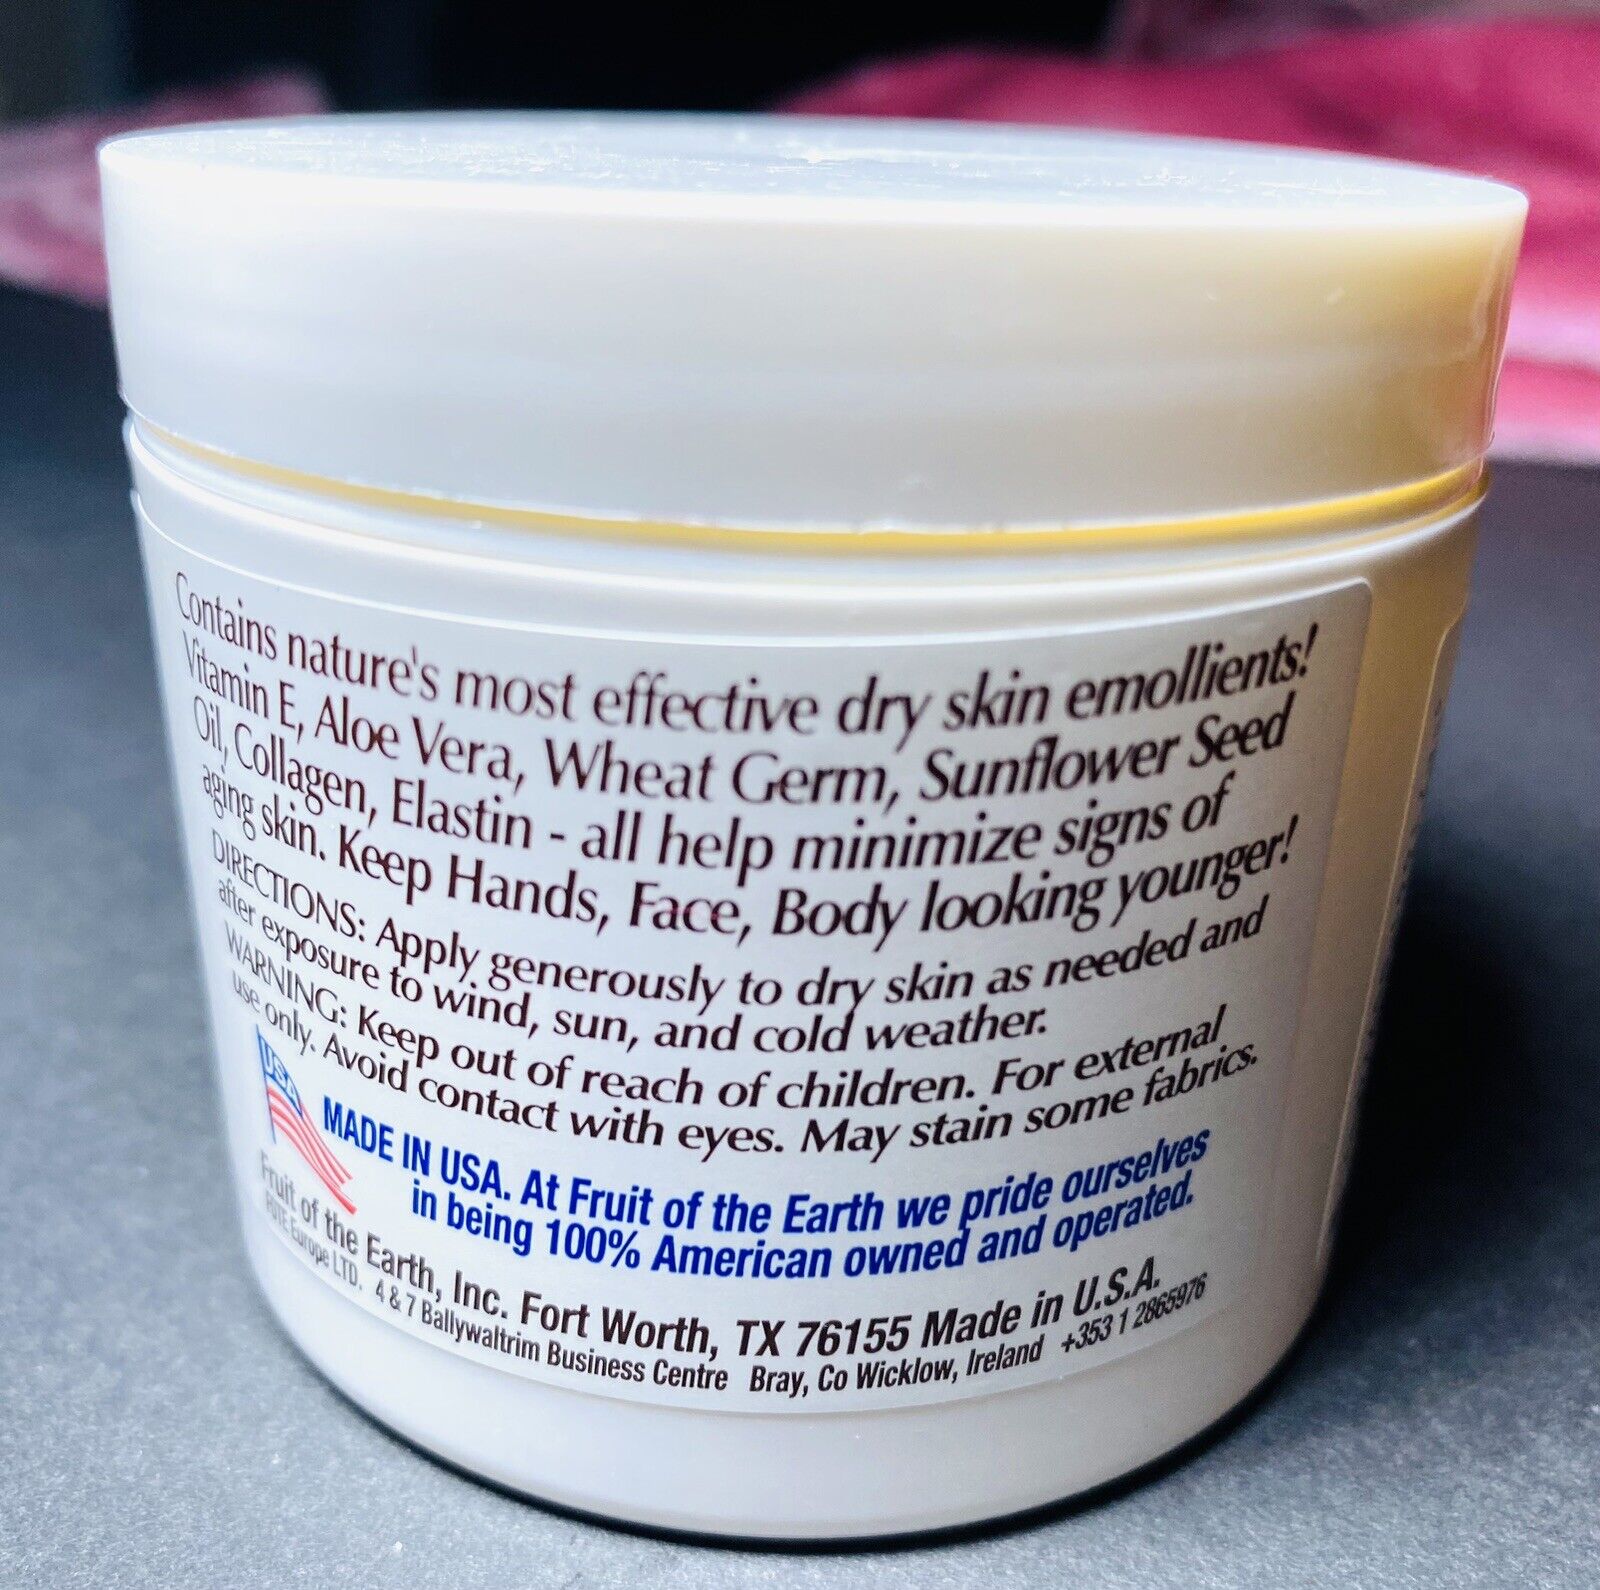 Contains nature's most effective dry skin emollients!
Vitamin E, Aloe Vera, Wheat Germ, Sunflower Seed
Oil, Collagen, Elastin - all help minimize signs of
aging skin. Keep Hands, Face, Body looking younger!
DIRECTIONS: Apply generously to dry skin as needed and
after exposure to wind, sun, and cold weather.
WARNING: Keep out of reach of children. For external
use only. Avoid contact with eyes. May stain some fabrics.
USA
MADE IN USA. At Fruit of the Earth we pride ourselves
in being 100% American owned and operated.
Fruit of the Earth, Inc. Fort Worth, TX 76155 Made in U.S.A.
FOTE Europe LTD. 4 & 7 Ballywaltrim Business Centre Bray, Co Wicklow, Ireland +353 1 2865976